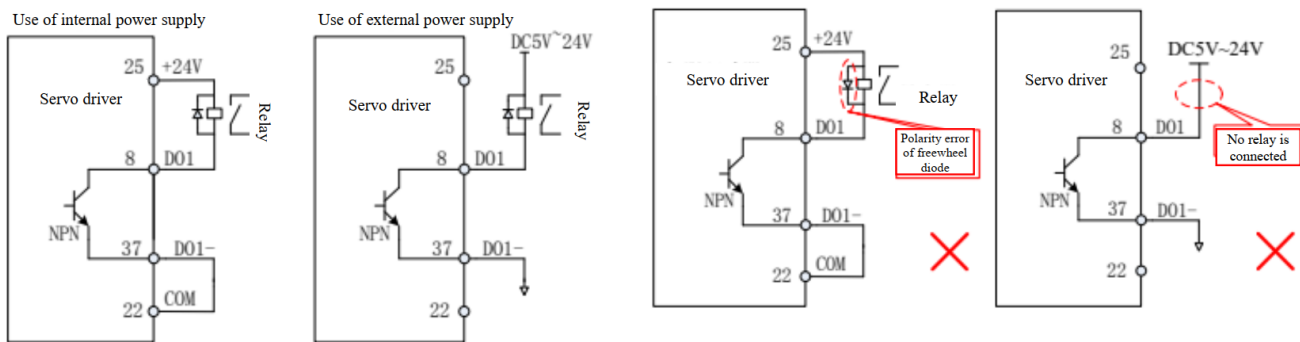 Use of internal power supply
25
+24V
Servo driver
Relay
8
DO1
NPN
37
DO1-
COM
22
Use of external power supply
DC5V~24V
25
Servo driver
Relay
8
DO1
NPN
37
DO1-
22
+24V
25
Servo driver
Relay
8
DO1
Polarity error
of freewheel
diode
NPN
37
DO1-
COM
22
DC5V~24V
25
Servo driver
8
DO1
No relay is
connected
NPN
37
DO1-
22